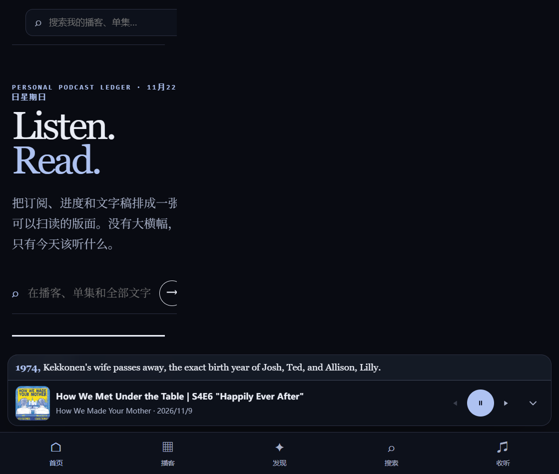 搜索我的播客、单集...
PERSONAL PODCAST LEDGER · 11月22
日星期日
Listen.
Read.
把订阅、进度和文字稿排成一张
可以扫读的版面。没有大横幅,
只有今天该听什么。
在播客、单集和全部文字
1974, Kekkonen's wife passes away, the exact birth year of Josh, Ted, and Allison, Lilly.
HOW WE MADE YOUR MOTHER
How We Met Under the Table | S4E6 "Happily Ever After"
How We Made Your Mother · 2026/11/9
首页
播客
发现
搜索
收听